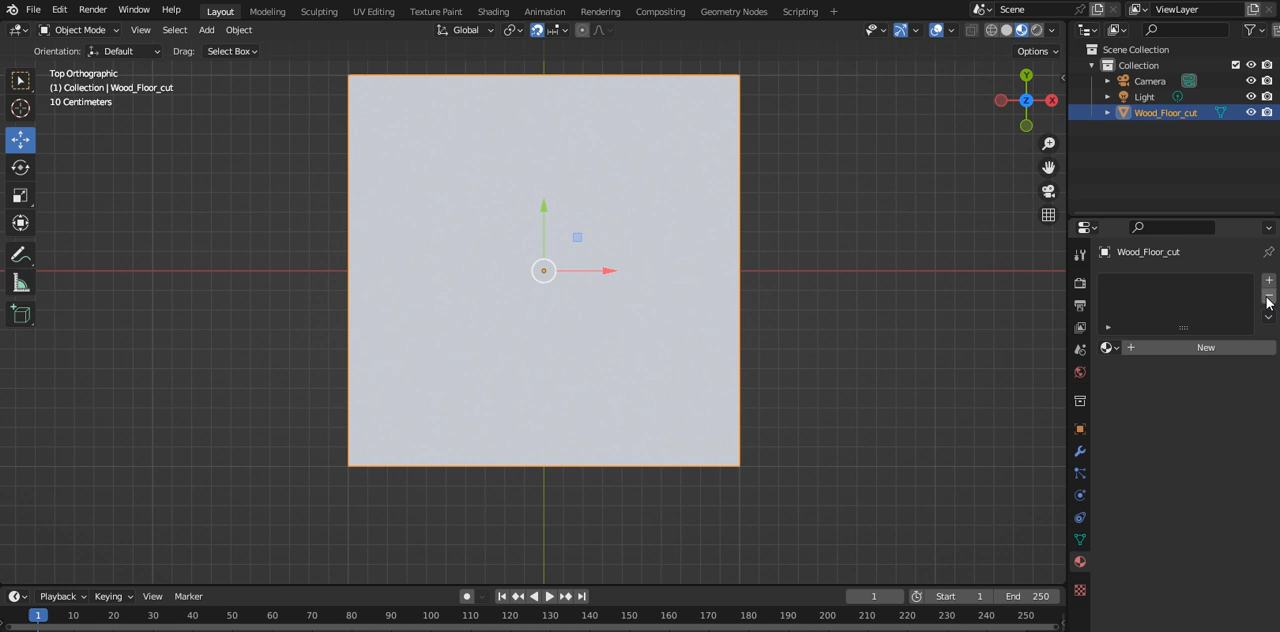 File Edit Render Window Help Layout Modeling Sculpting UV Editing Texture Paint Shading Animation Rendering Compositing Geometry Nodes Scripting + Scene ViewLayer
Object Mode View Select Add Object Global
Orientation: Default Drag: Select Box Options
Top Orthographic
(1) Collection | Wood_Floor_cut
10 Centimeters
Y
Z
X
Scene Collection
Collection
Camera
Light
Wood_Floor_cut
Wood_Floor_cut
+ New
Playback Keying View Marker 1 Start 1 End 250
1 10 20 30 40 50 60 70 80 90 100 110 120 130 140 150 160 170 180 190 200 210 220 230 240 250